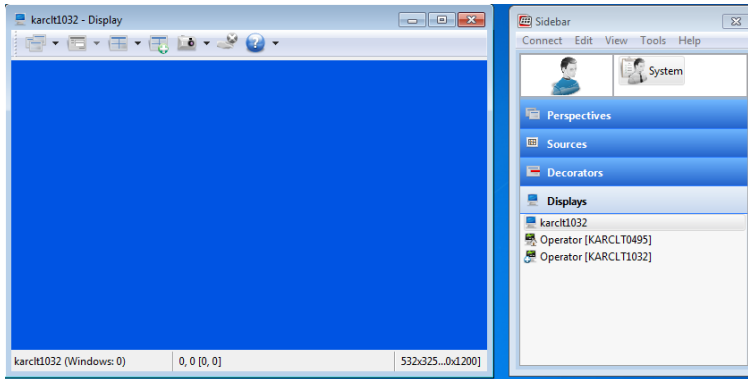 karclt1032 - Display
karclt1032 (Windows: 0)
0, 0 [0, 0]
532x325...0x1200]
Sidebar
Connect Edit View Tools Help
System
Perspectives
Sources
Decorators
Displays
karclt1032
Operator [KARCLT0495]
Operator [KARCLT1032]